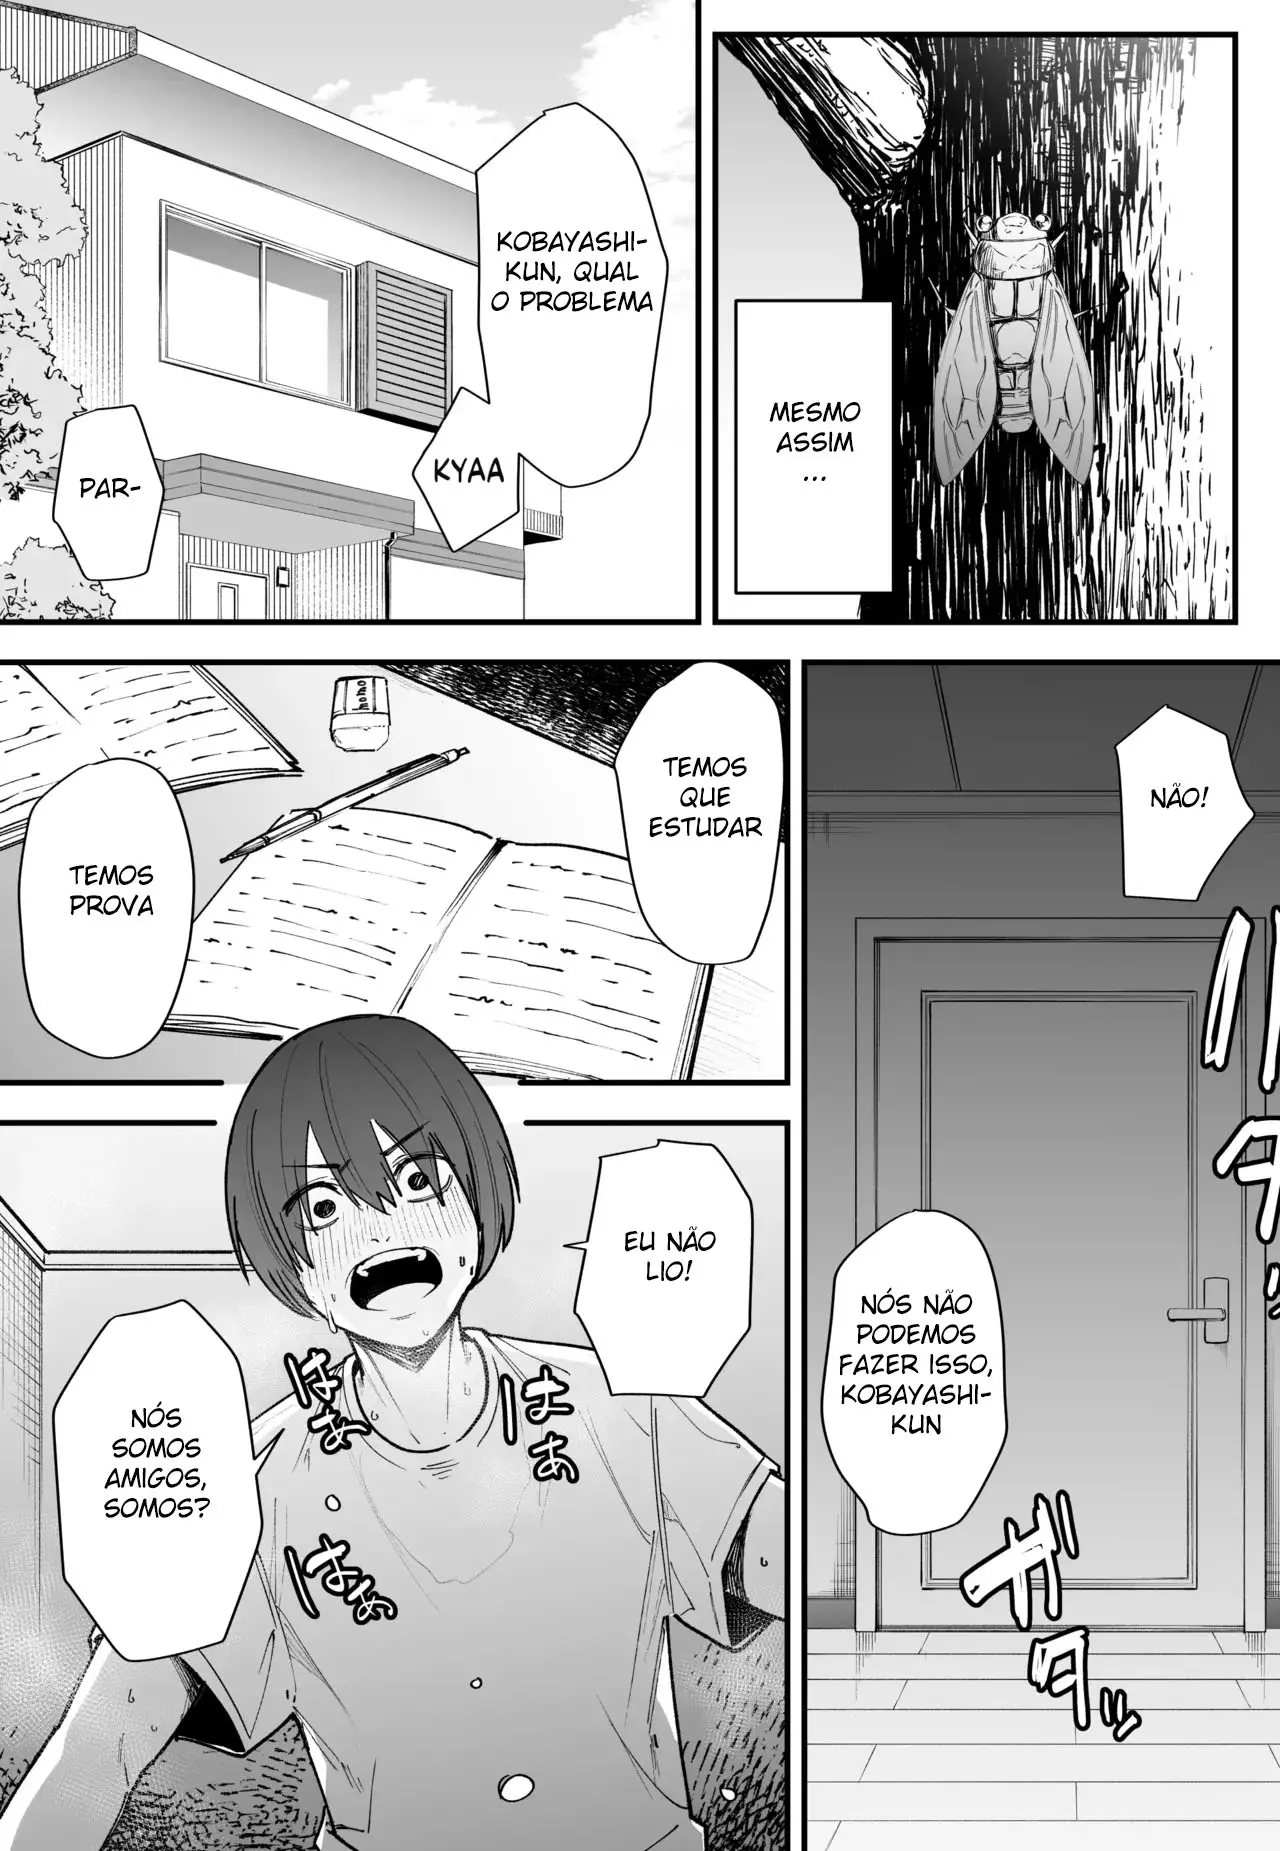 MESMO
ASSIM
...
KOBAYASHI-
KUN, QUAL
O PROBLEMA
KYAA
PAR-
NÃO!
NÓS NÃO
PODEMOS
FAZER ISSO,
KOBAYASHI-
KUN
ガタッ
TEMOS
QUE
ESTUDAR
momo
TEMOS
PROVA
EU NÃO
LIO!
はぁ
はぁ
はぁ
NÓS
SOMOS
AMIGOS,
SOMOS?